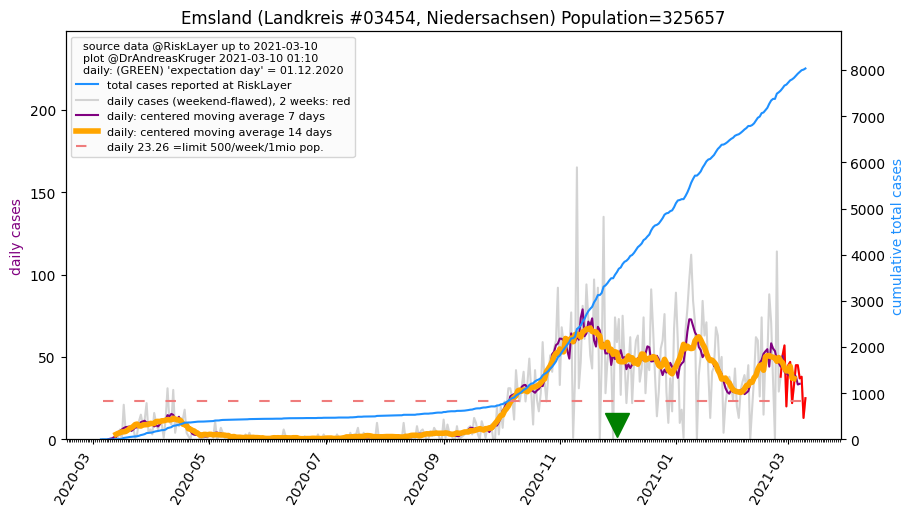 Emsland (Landkreis #03454, Niedersachsen) Population=325657
source data @RiskLayer up to 2021-03-10
plot @DrAndreasKruger 2021-03-10 01:10
daily: (GREEN) 'expectation day' = 01.12.2020
total cases reported at RiskLayer
daily cases (weekend-flawed), 2 weeks: red
daily: centered moving average 7 days
daily: centered moving average 14 days
daily 23.26 =limit 500/week/1mio pop.
daily cases
200
150
100
50
0
cumulative total cases
8000
7000
6000
5000
4000
3000
2000
1000
0
2020-03
2020-05
2020-07
2020-09
2020-11
2021-01
2021-03